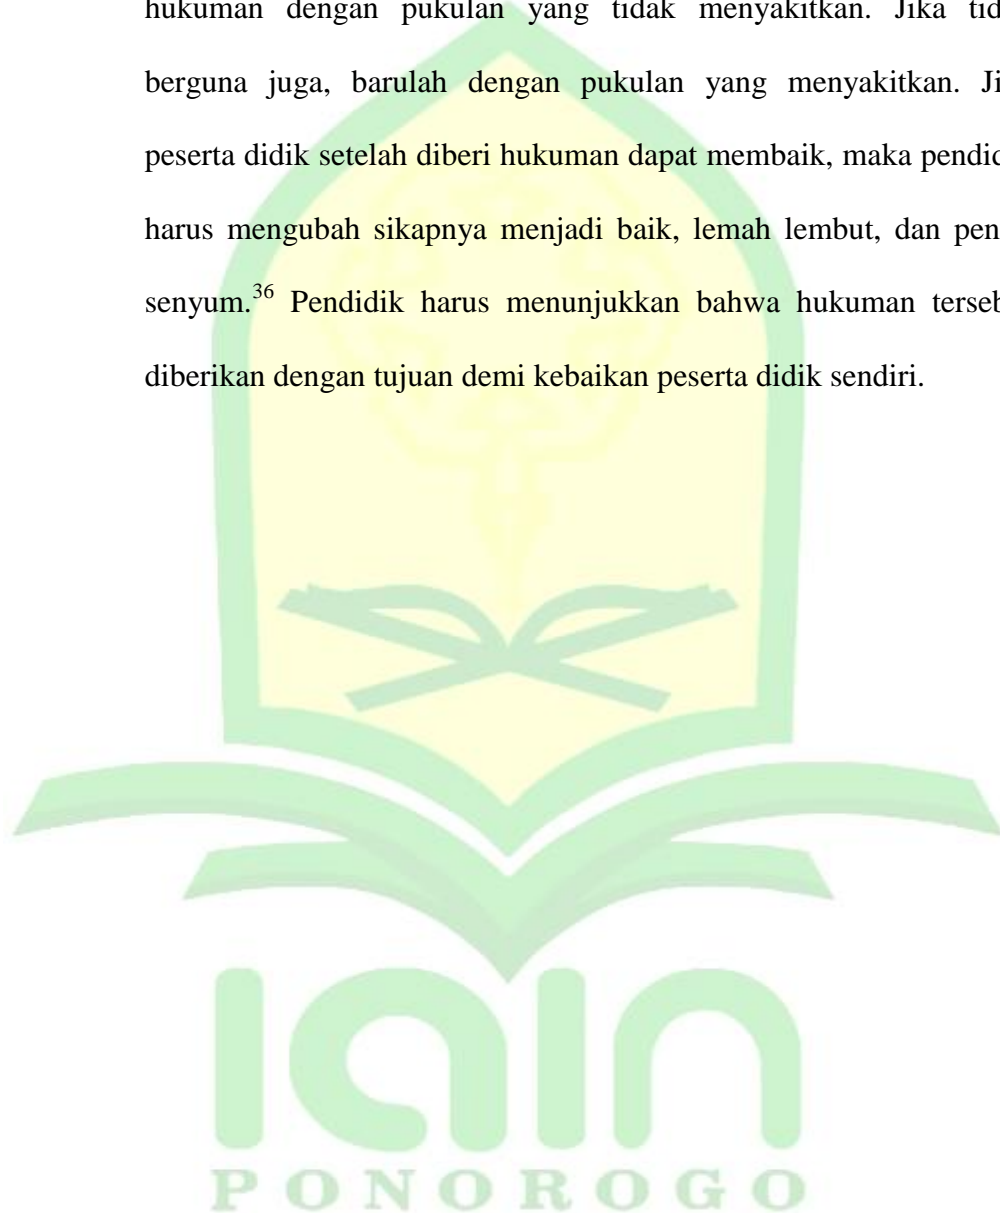 hukuman dengan pukulan yang tidak menyakitkan. Jika tid
berguna juga, barulah dengan pukulan yang menyakitkan. Ji
peserta didik setelah diberi hukuman dapat membaik, maka pendid
harus mengubah sikapnya menjadi baik, lemah lembut, dan pen
senyum.36 Pendidik harus menunjukkan bahwa hukuman terseb
diberikan dengan tujuan demi kebaikan peserta didik sendiri.
iain
PONOROGO